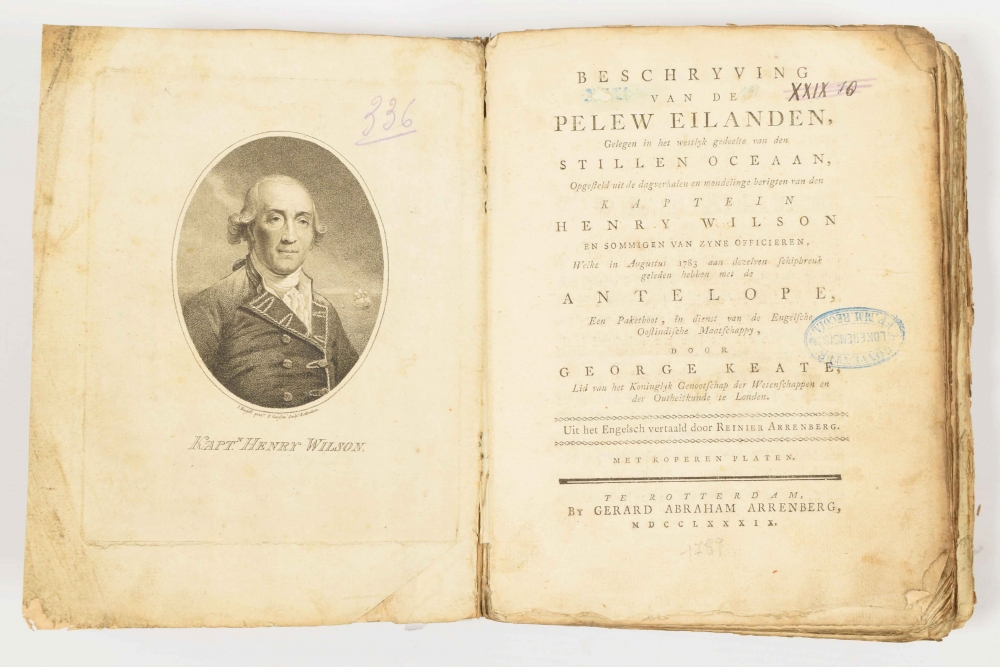 336
KAPT.ⁿ HENRY WILSON.
XXIX 10
BESCHRYVING
VAN DE
PELEW EILANDEN,
Gelegen in het westlyk gedeelte van den
STILLEN OCEAAN,
Opgesteld uit de dagverhalen en mondelinge berigten van den
KAPTEIN
HENRY WILSON
EN SOMMIGEN VAN ZYNE OFFICIEREN,
Welke in Augustus 1783 aan dezelven schipbreuk
geleden hebben met de
ANTELOPE,
Een Paketboot, in dienst van de Engelsche
Oostindische Maatschappy,
DOOR
GEORGE KEATE,
Lid van het Koninglyk Genootschap der Wetenschappen en
der Oudheitkunde te Londen.
Uit het Engelsch vertaald door REINIER ARRENBERG.
MET KOPEREN PLATEN.
TE ROTTERDAM,
BY GERARD ABRAHAM ARRENBERG,
MDCCLXXXIX.
1789